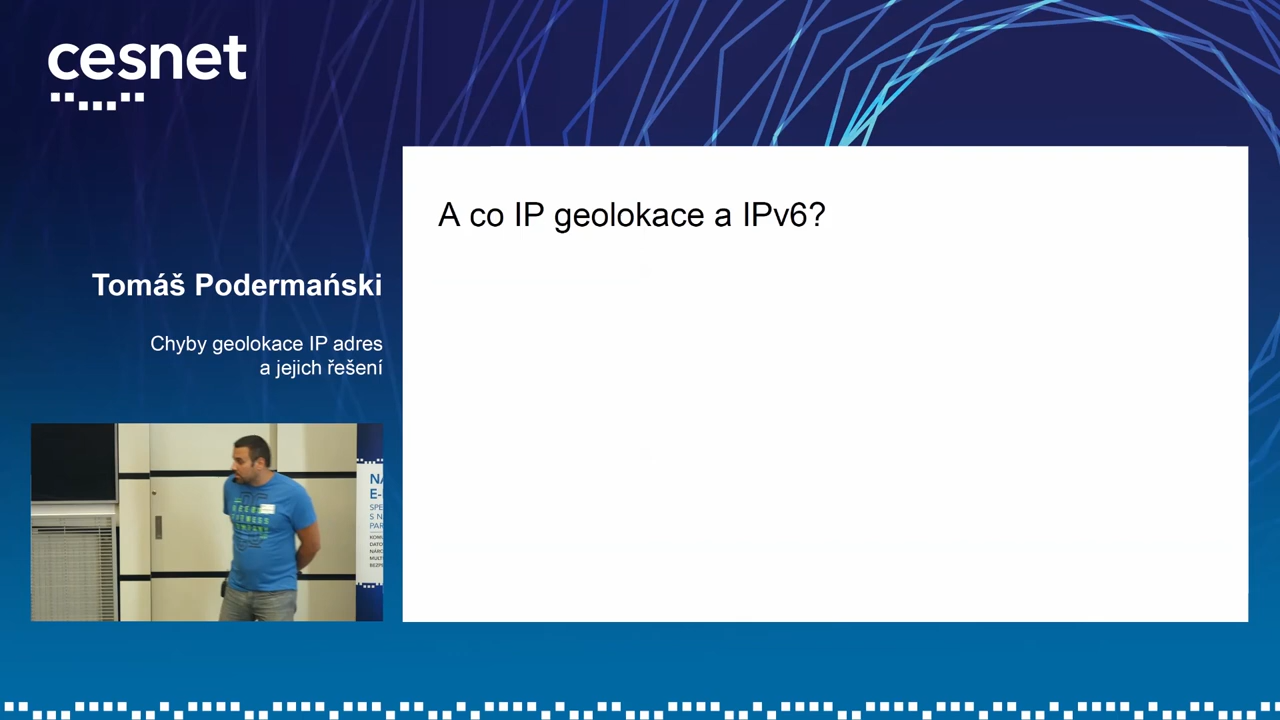 cesnet
A co IP geolokace a IPv6?
Tomáš Podermański
Chyby geolokace IP adres
a jejich řešení